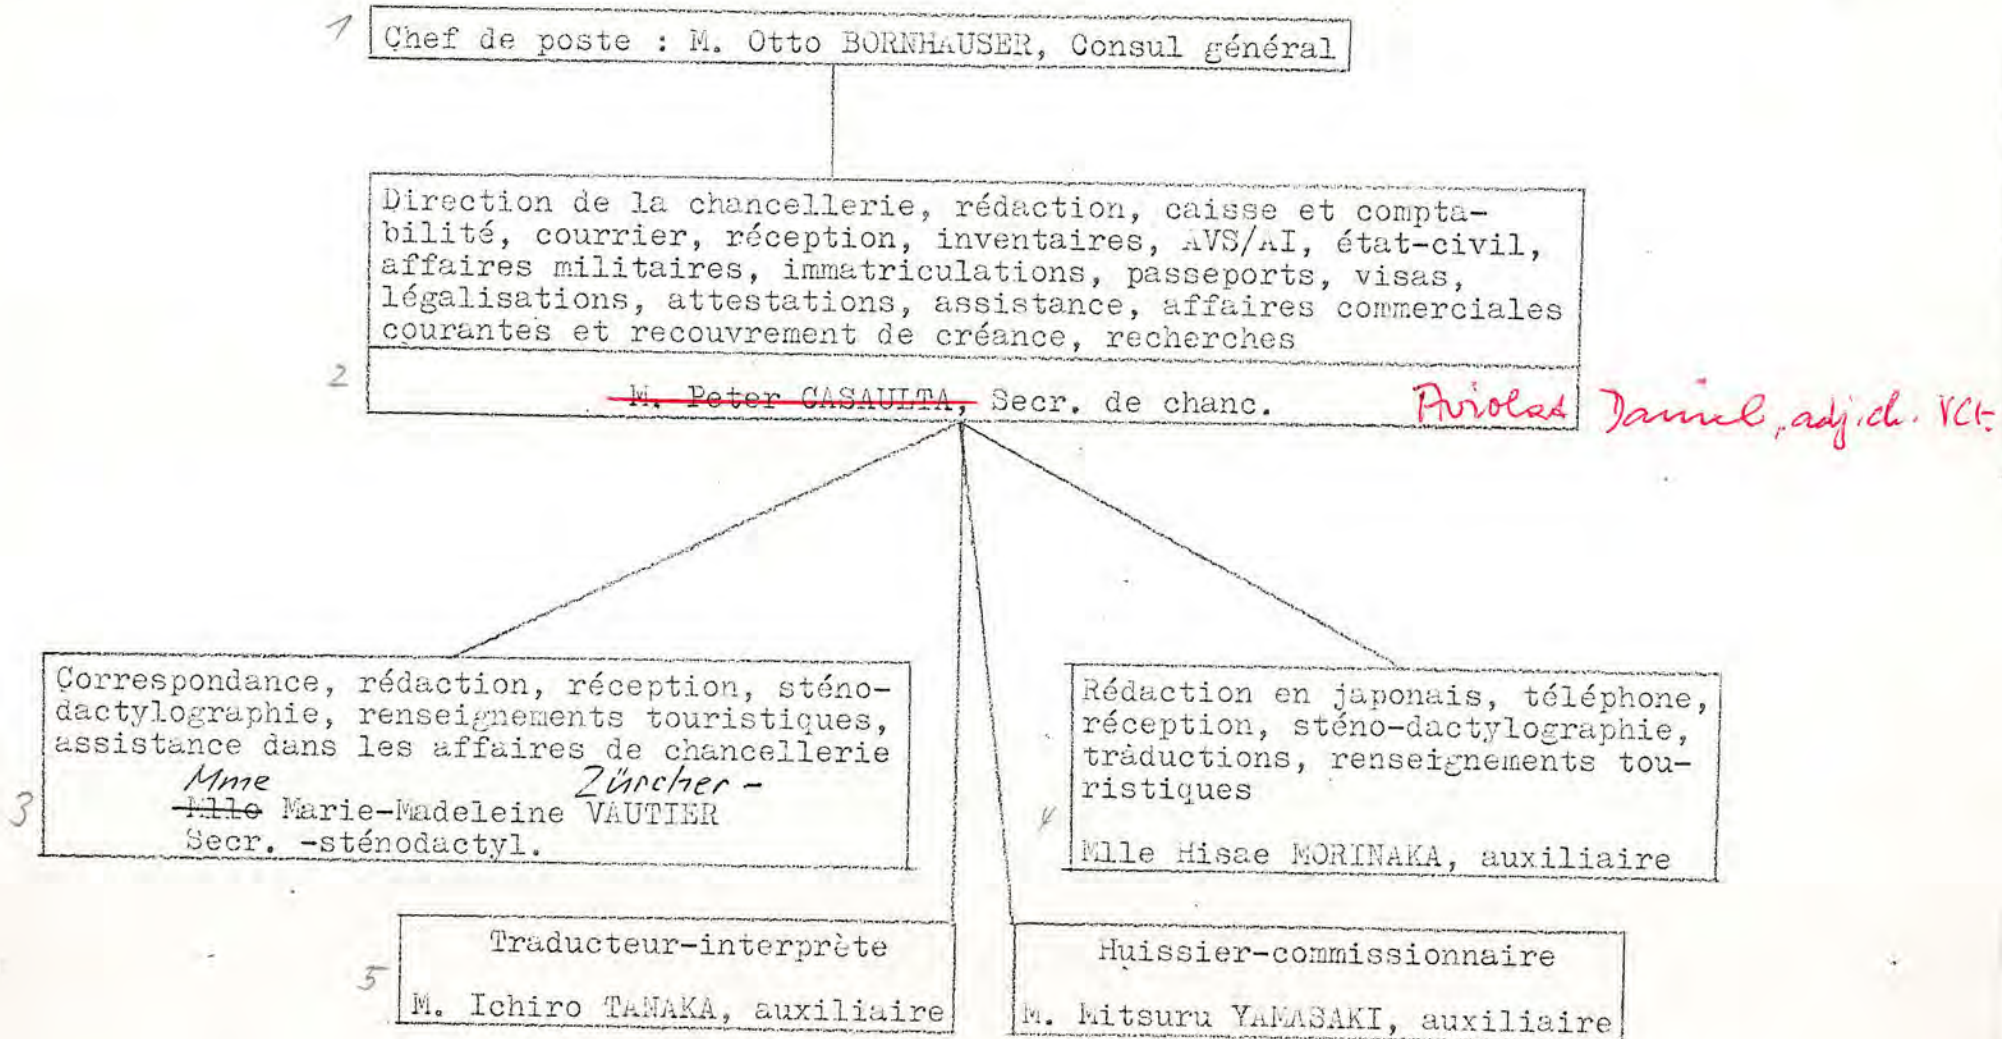 1
Chef de poste : M. Otto BORNHAUSER, Consul général
Direction de la chancellerie, rédaction, caisse et compta-
bilité, courrier, réception, inventaires, AVS/AI, état-civil,
affaires militaires, immatriculations, passeports, visas,
légalisations, attestations, assistance, affaires commerciales
courantes et recouvrement de créance, recherches
2
M. Peter CASAULTA, Secr. de chanc. Daniel, adj. ch.
Correspondance, rédaction, réception, sténo-
dactylographie, renseignements touristiques,
assistance dans les affaires de chancellerie
Mme Zürcher-
3 Mlle Marie-Madeleine VAUTIER
Secr. -sténodactyl.
Rédaction en japonais, téléphone,
réception, sténo-dactylographie,
traductions, renseignements tou-
ristiques
4
Mlle Hisae MORINAKA, auxiliaire
Traducteur-interprète
5
M. Ichiro TANAKA, auxiliaire
Huissier-commissionnaire
M. Mitsuru YAMASAKI, auxiliaire